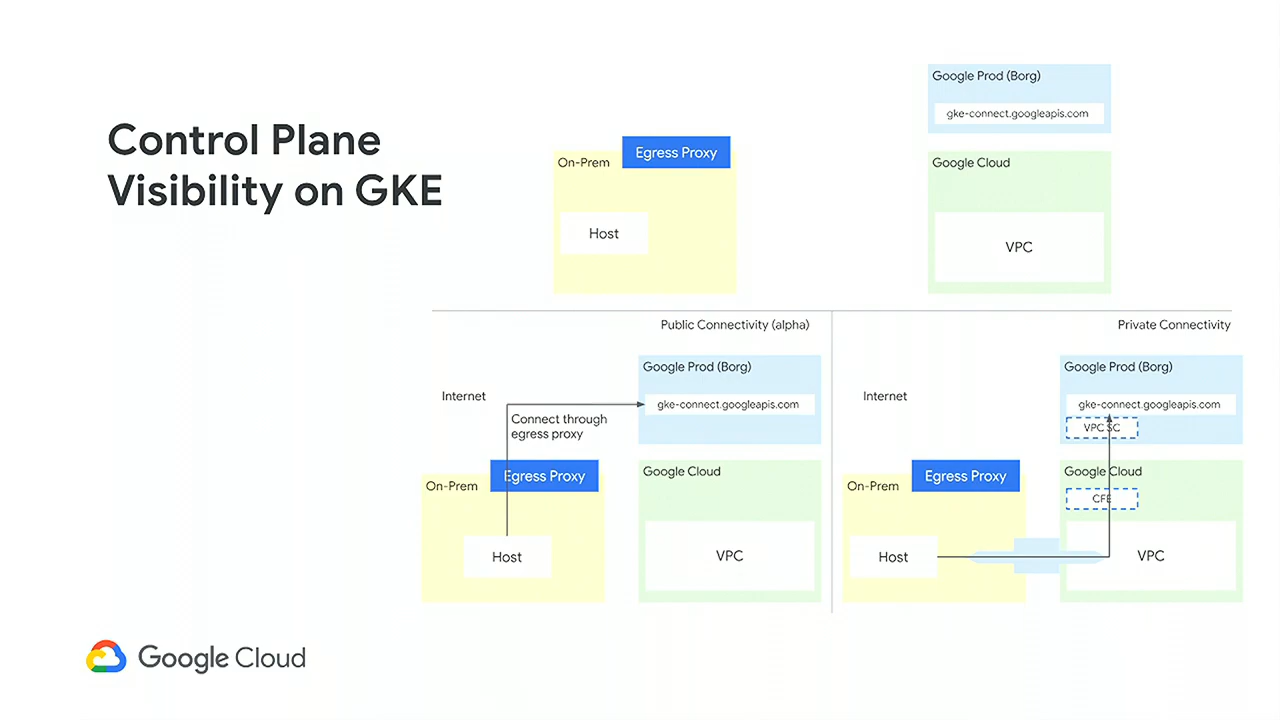 Control Plane
Visibility on GKE
Google Prod (Borg)
gke-connect.googleapis.com
Egress Proxy
On-Prem
Host
Google Cloud
VPC
Public Connectivity (alpha)
Internet
Google Prod (Borg)
gke-connect.googleapis.com
Connect through
egress proxy
Egress Proxy
On-Prem
Host
Google Cloud
VPC
Private Connectivity
Internet
Google Prod (Borg)
gke-connect.googleapis.com
VPC SC
Egress Proxy
On-Prem
Host
Google Cloud
CFE
VPC
Google Cloud